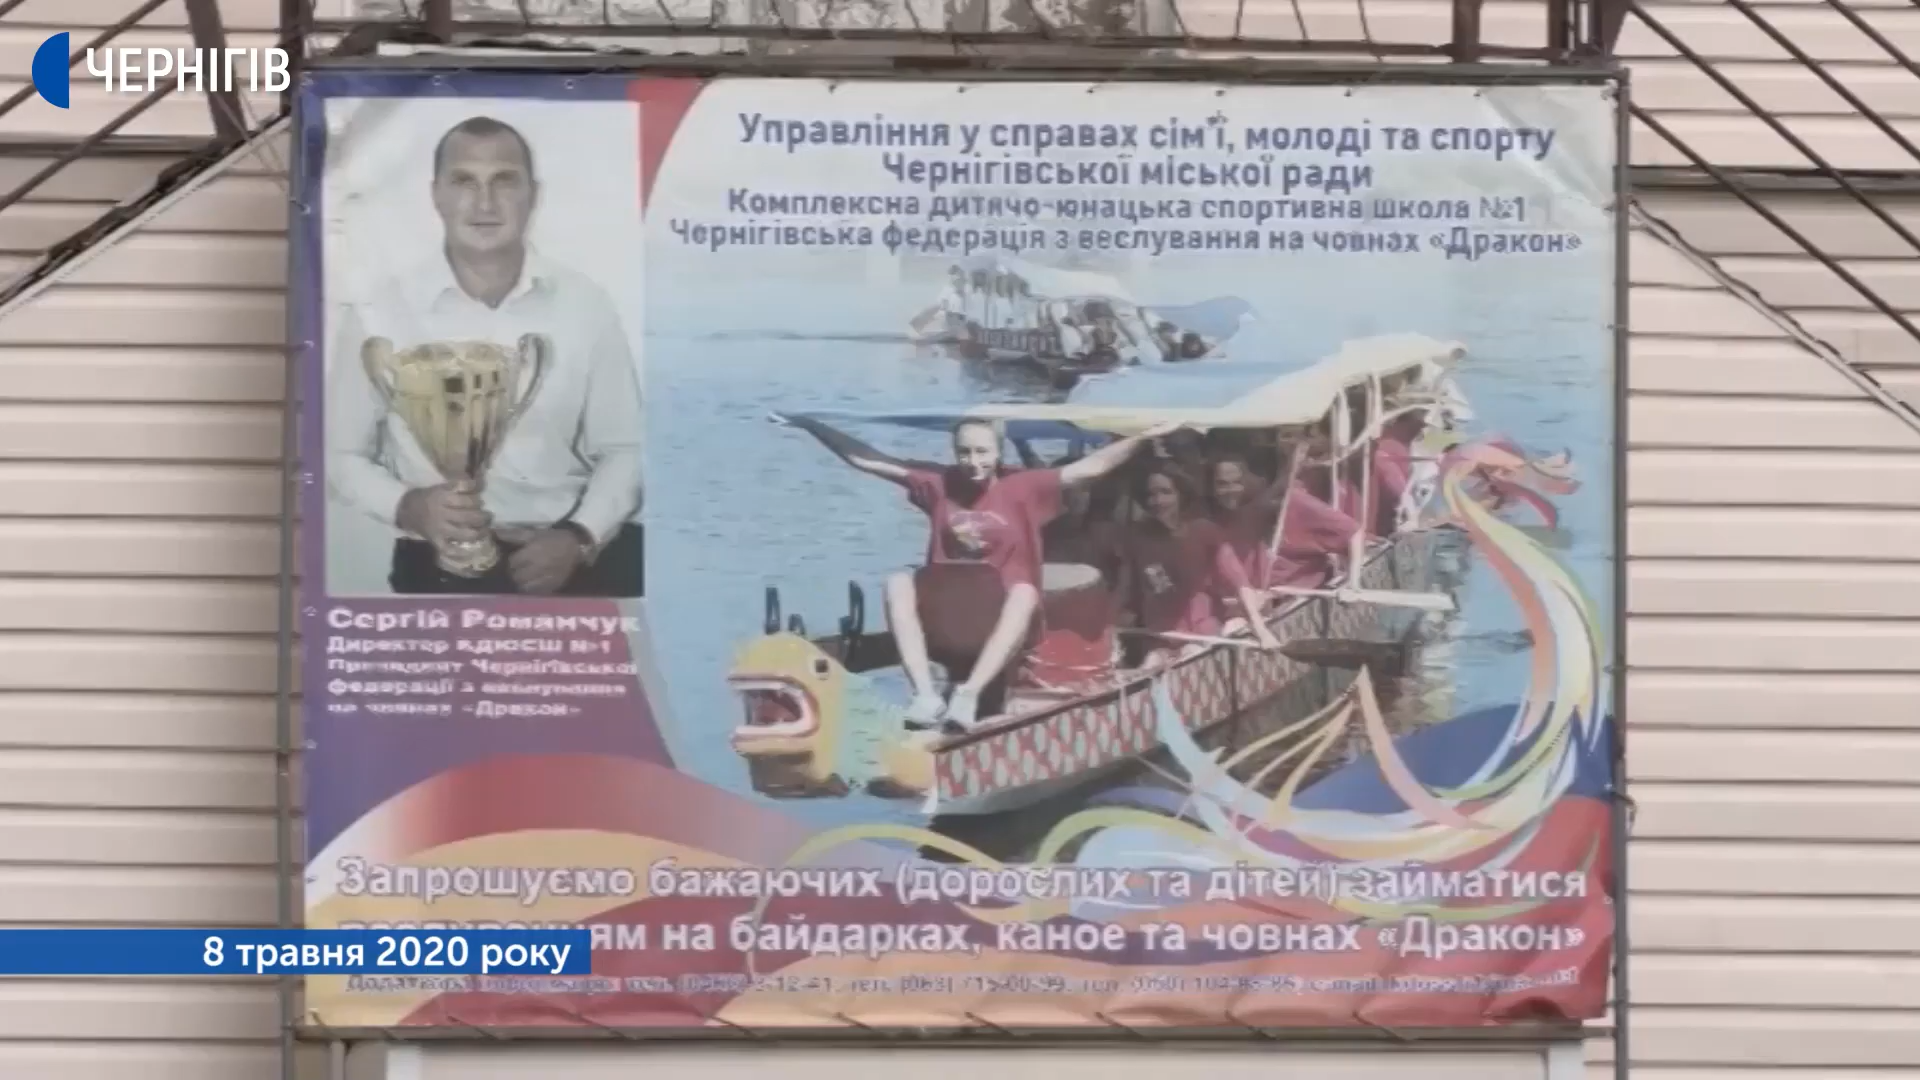 ЧЕРНІГІВ
Управління у справах сім'ї, молоді та спорту
Чернігівської міської ради
Комплексна дитячо-юнацька спортивна школа №1
Чернігівська федерація з веслування на човнах «Дракон»
Сергій Романчук
Директор КДЮСШ №1
Президент Чернігівської
федерації з веслування
на човнах «Дракон»
Запрошуємо бажаючих (дорослих та дітей) займатися
на байдарках, каное та човнах «Дракон»
8 травня 2020 року